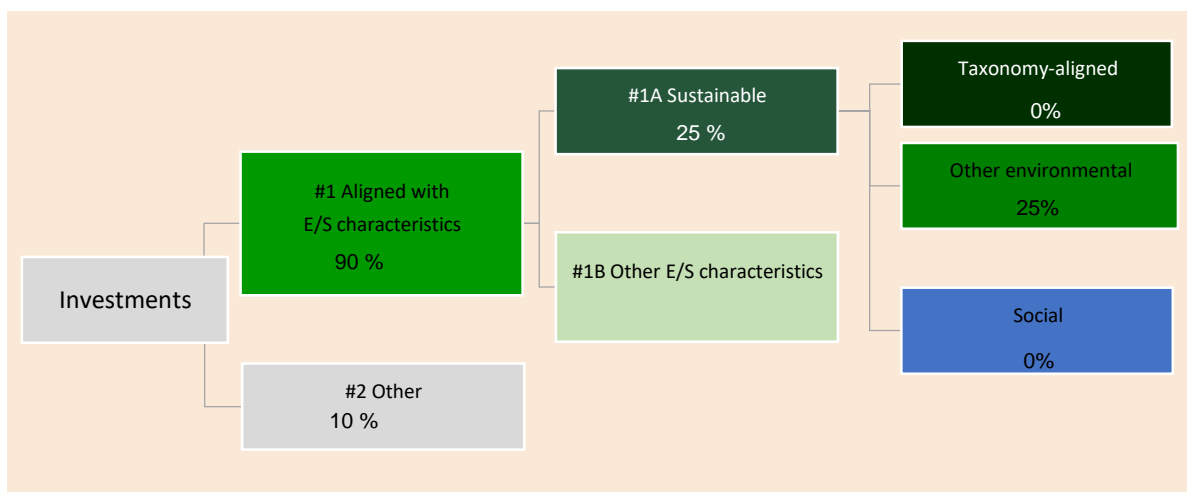 Investments
#1 Aligned with
E/S characteristics
90 %
#2 Other
10 %
#1A Sustainable
25 %
#1B Other E/S characteristics
Taxonomy-aligned
0%
Other environmental
25%
Social
0%